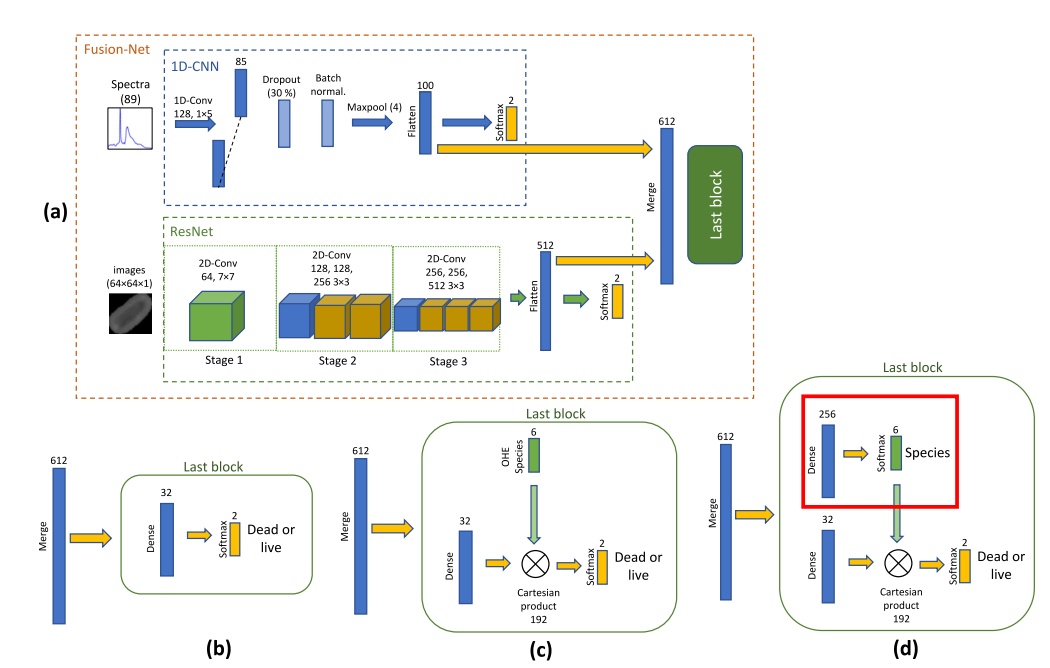 Fusion-Net
1D-CNN
Spectra
(89)
1D-Conv
128, 1×5
85
Dropout
(30 %)
Batch
normal.
Maxpool (4)
100
Flatten
2
Softmax
612
Merge
Last block
(a)
ResNet
images
(64×64×1)
2D-Conv
64, 7×7
Stage 1
2D-Conv
128, 128,
256 3×3
Stage 2
2D-Conv
256, 256,
512 3×3
Stage 3
512
Flatten
2
Softmax
612
Merge
Last block
32
Dense
2
Softmax
Dead or
live
(b)
612
Merge
Last block
6
OHE
Species
32
Dense
Cartesian
product
192
2
Softmax
Dead or
live
(c)
612
Merge
Last block
256
Dense
6
Softmax
Species
32
Dense
Cartesian
product
192
2
Softmax
Dead or
live
(d)